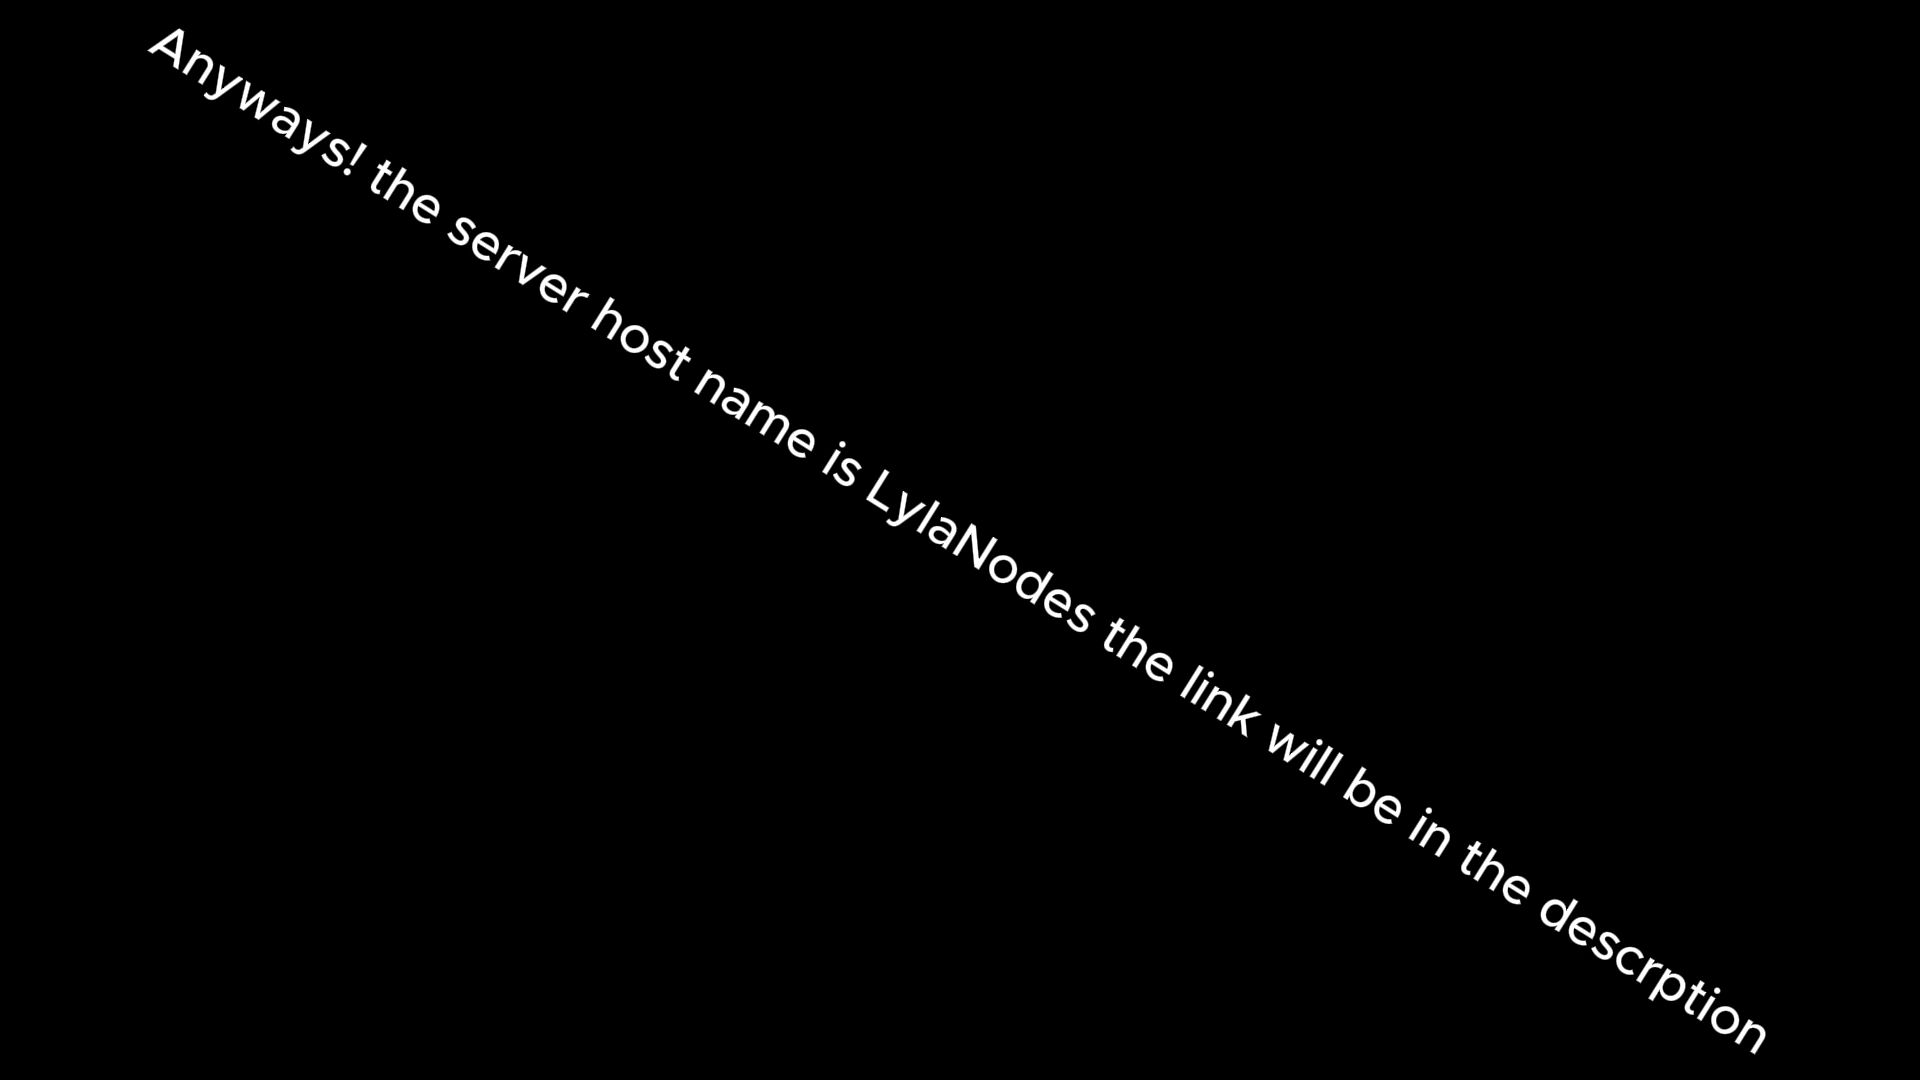 Anyways! the server host name is LylaNodes the link will be in the descrption